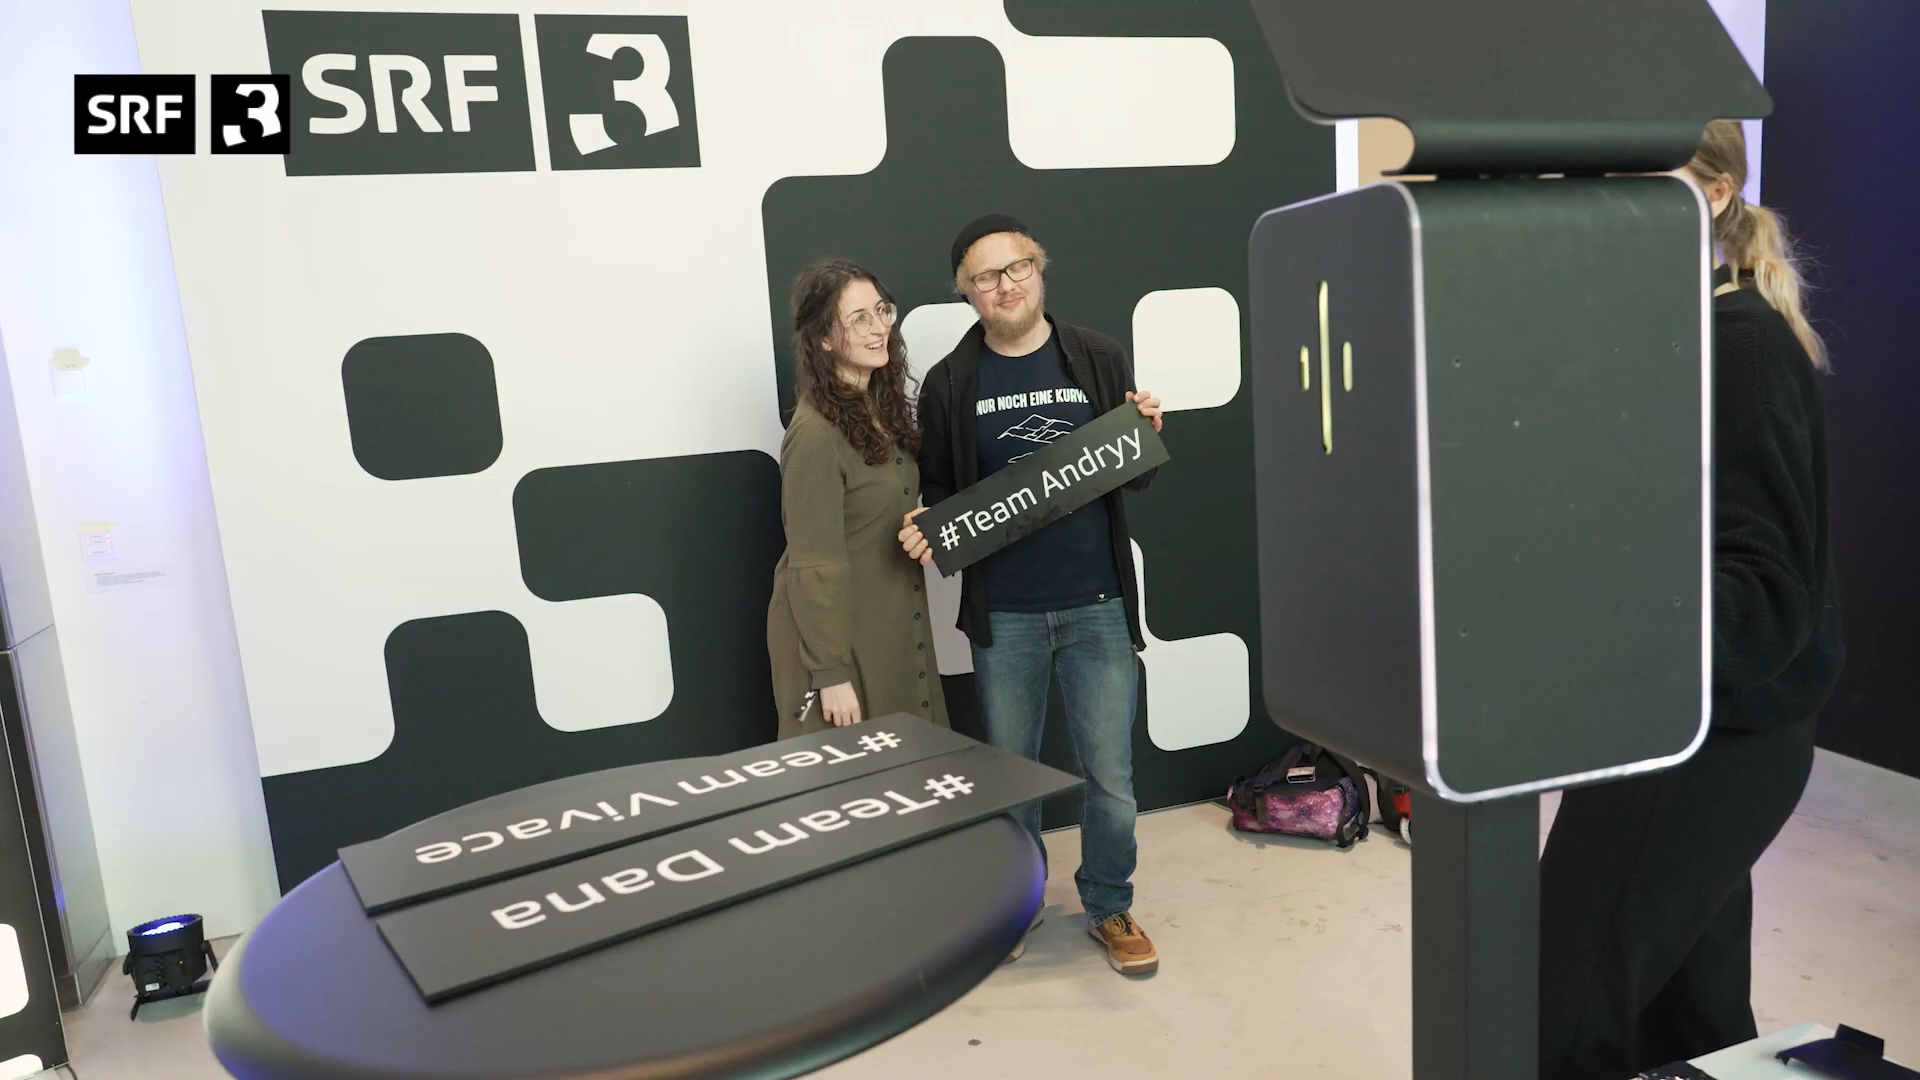 SRF 3
SRF 3
NUR NOCH EINE KURVE
#Team Andryy
#Team Vivace
#Team Dana